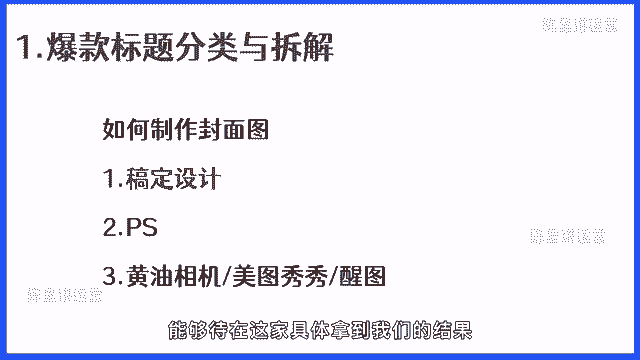 1.爆款标题分类与拆解
如何制作封面图
1.稿定设计
2.PS
3.黄油相机/美图秀秀/醒图
能够待在这家具体拿到我们的结果